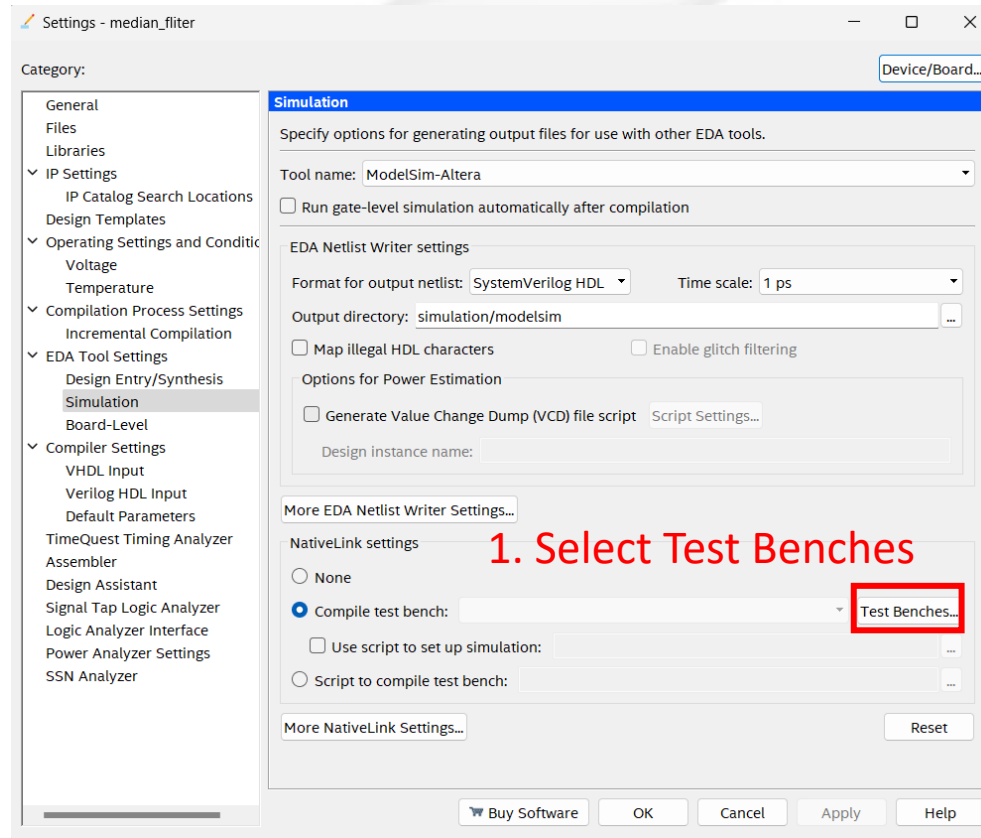 Settings - median_fliter
Category:
Device/Board...
General
Files
Libraries
IP Settings
IP Catalog Search Locations
Design Templates
Operating Settings and Conditic
Voltage
Temperature
Compilation Process Settings
Incremental Compilation
EDA Tool Settings
Design Entry/Synthesis
Simulation
Board-Level
Compiler Settings
VHDL Input
Verilog HDL Input
Default Parameters
TimeQuest Timing Analyzer
Assembler
Design Assistant
Signal Tap Logic Analyzer
Logic Analyzer Interface
Power Analyzer Settings
SSN Analyzer
Simulation
Specify options for generating output files for use with other EDA tools.
Tool name: ModelSim-Altera
Run gate-level simulation automatically after compilation
EDA Netlist Writer settings
Format for output netlist: SystemVerilog HDL Time scale: 1 ps
Output directory: simulation/modelsim ...
Map illegal HDL characters Enable glitch filtering
Options for Power Estimation
Generate Value Change Dump (VCD) file script Script Settings...
Design instance name:
More EDA Netlist Writer Settings...
NativeLink settings
1. Select Test Benches
None
Compile test bench: Test Benches...
Use script to set up simulation: ...
Script to compile test bench: ...
More NativeLink Settings... Reset
Buy Software OK Cancel Apply Help